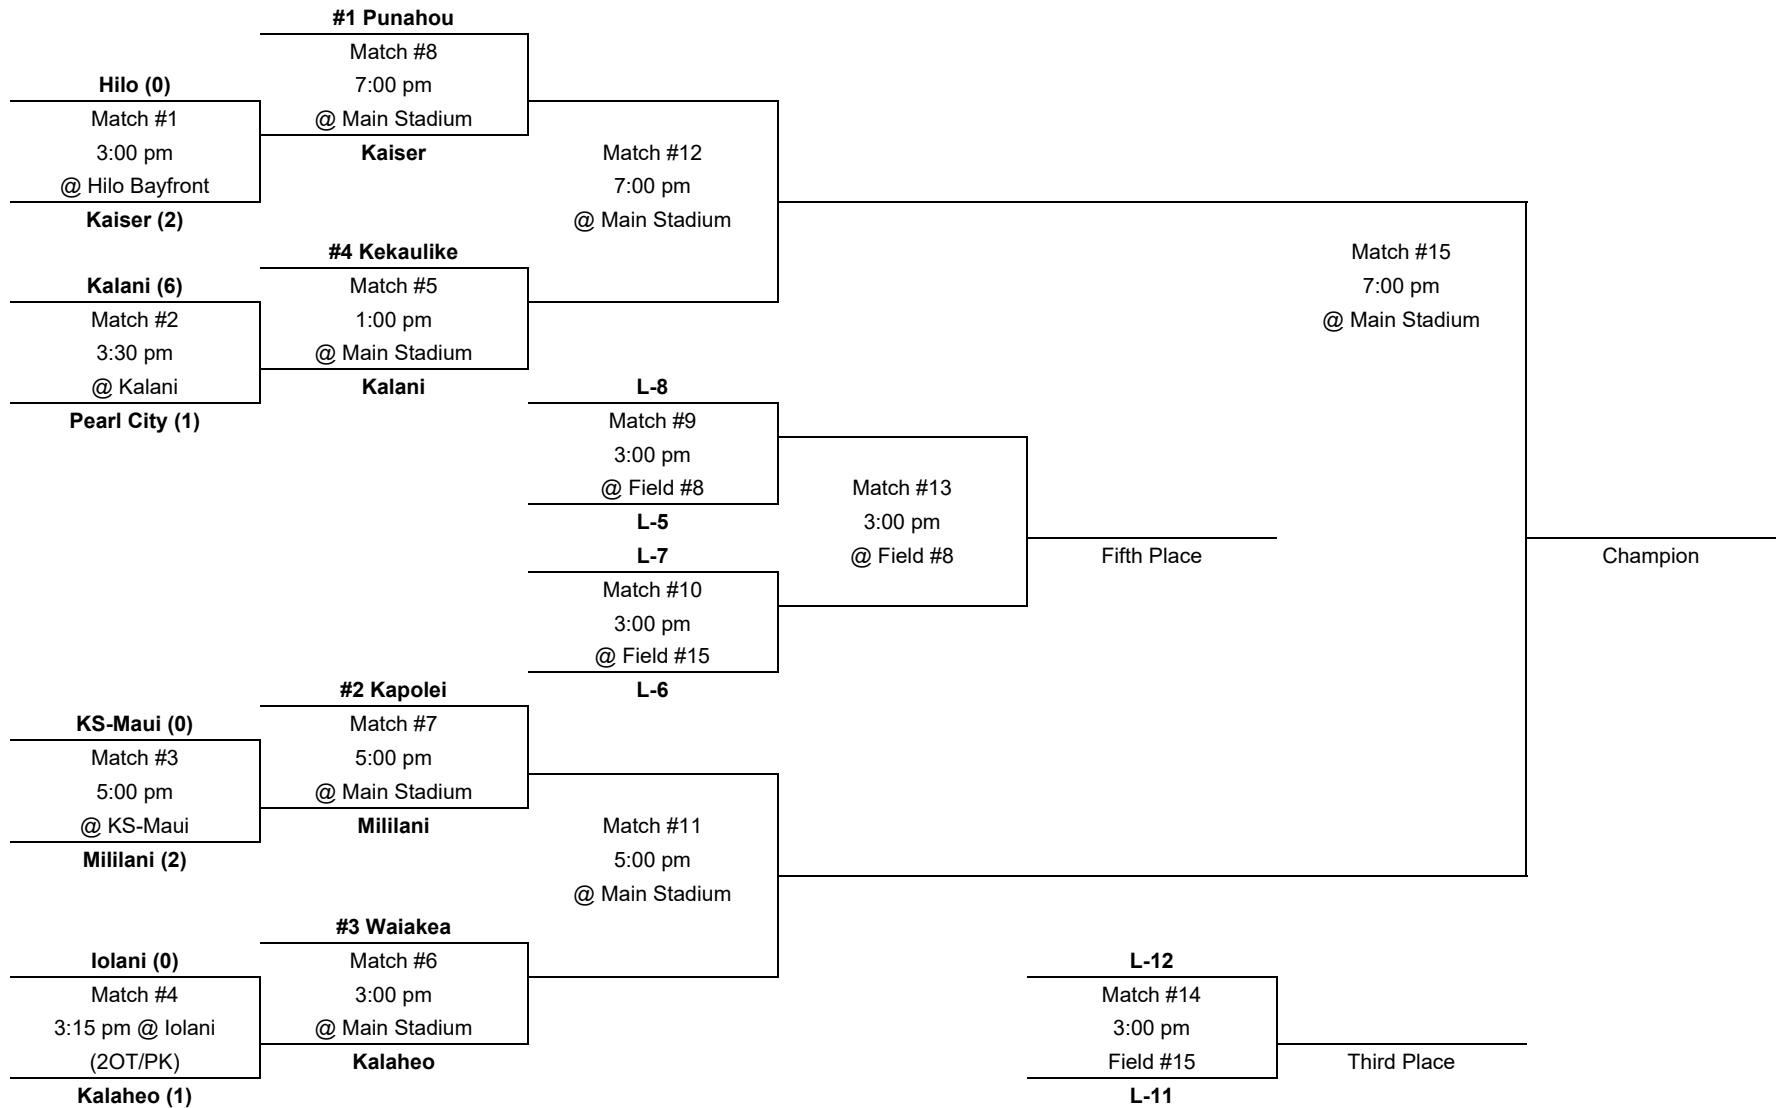 #1 Punahou
Match #8
7:00 pm
@ Main Stadium
Kaiser
Hilo (0)
Match #1
3:00 pm
@ Hilo Bayfront
Kaiser (2)
Match #12
7:00 pm
@ Main Stadium
#4 Kekaulike
Match #5
1:00 pm
@ Main Stadium
Kalani
Kalani (6)
Match #2
3:30 pm
@ Kalani
Pearl City (1)
Match #15
7:00 pm
@ Main Stadium
L-8
Match #9
3:00 pm
@ Field #8
L-5
L-7
Match #10
3:00 pm
@ Field #15
L-6
Match #13
3:00 pm
@ Field #8
Fifth Place
Champion
#2 Kapolei
Match #7
5:00 pm
@ Main Stadium
Mililani
KS-Maui (0)
Match #3
5:00 pm
@ KS-Maui
Mililani (2)
Match #11
5:00 pm
@ Main Stadium
#3 Waiakea
Match #6
3:00 pm
@ Main Stadium
Kalaheo
Iolani (0)
Match #4
3:15 pm @ Iolani
(2OT/PK)
Kalaheo (1)
L-12
Match #14
3:00 pm
Field #15
L-11
Third Place